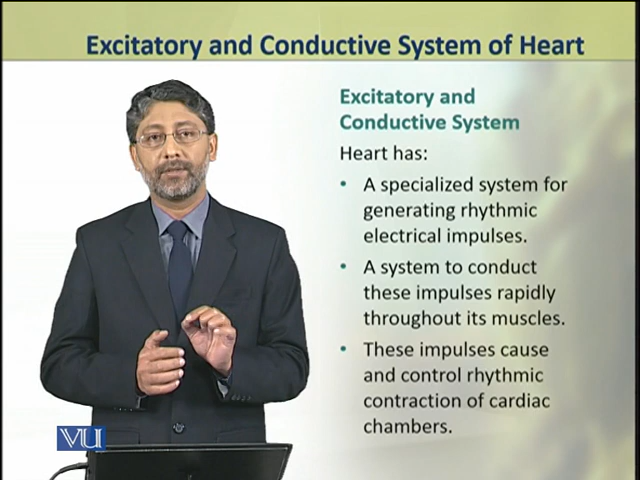 Excitatory and Conductive System of Heart
Excitatory and
Conductive System
Heart has:
• A specialized system for
generating rhythmic
electrical impulses.
• A system to conduct
these impulses rapidly
throughout its muscles.
• These impulses cause
and control rhythmic
contraction of cardiac
chambers.
VU